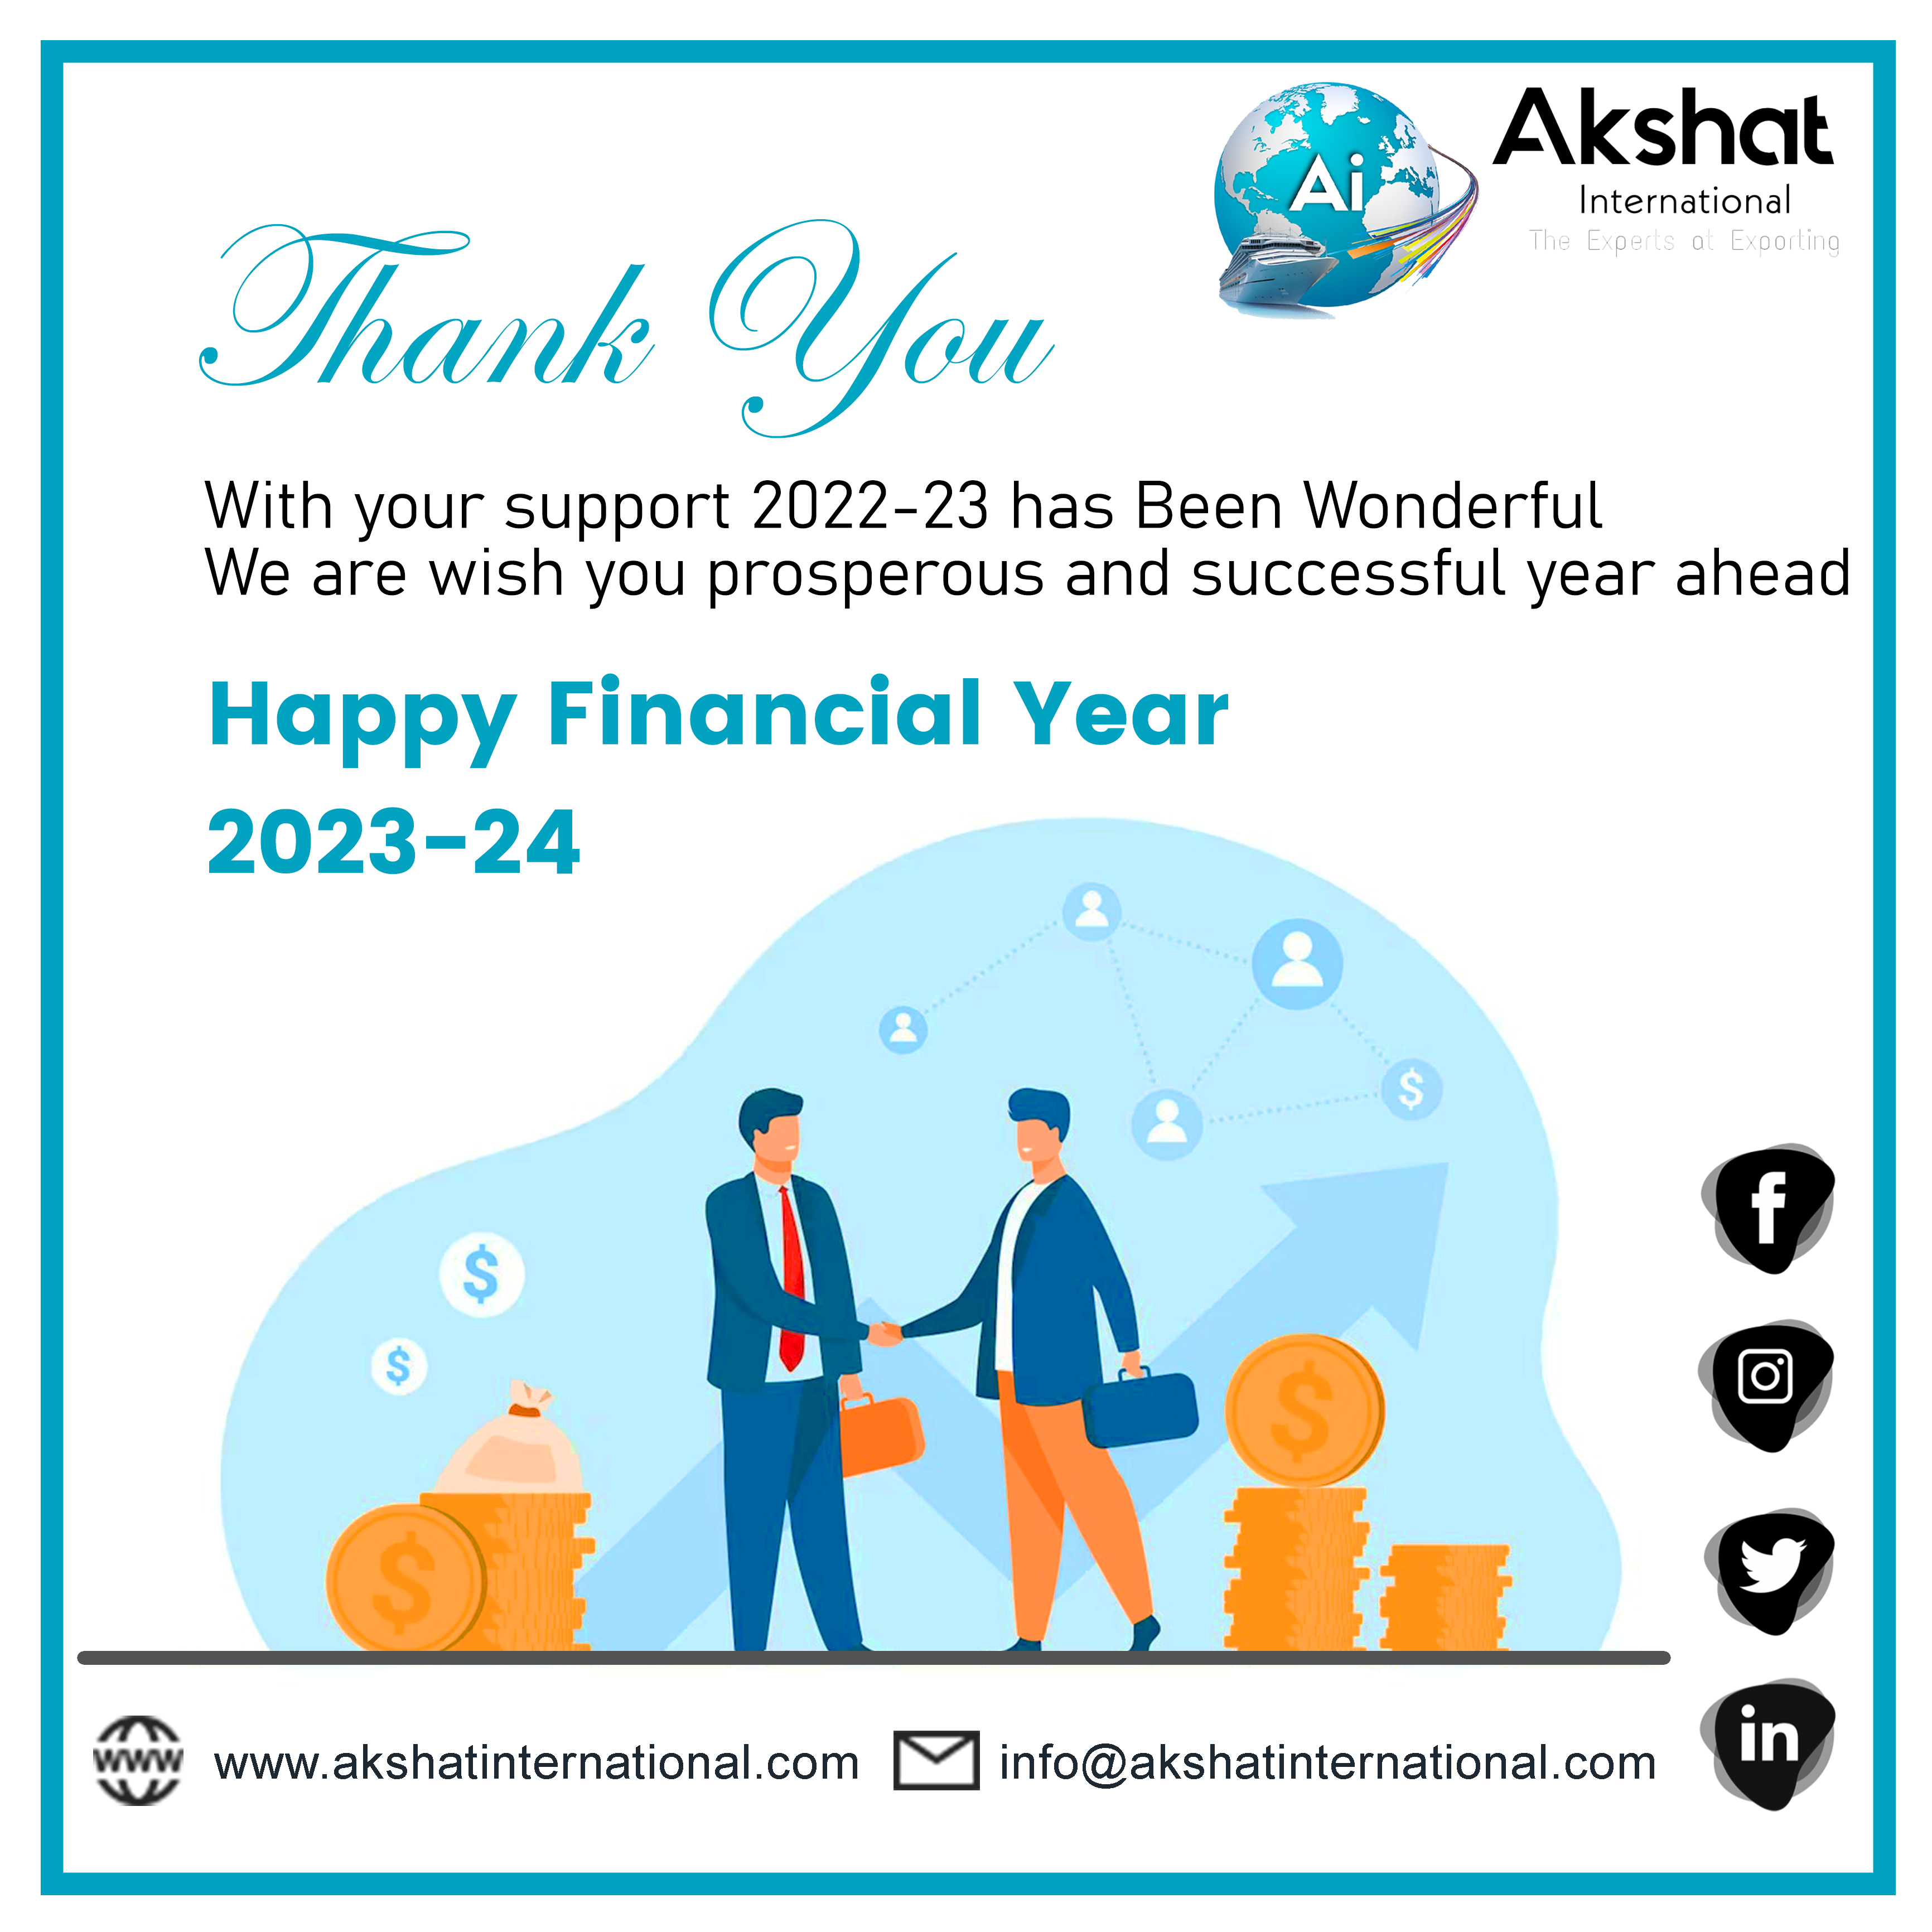 Ai
Akshat
International
The Experts at Exporting
Thank You
With your support 2022-23 has Been Wonderful
We are wish you prosperous and successful year ahead
Happy Financial Year
2023-24
$
$
$
$
$
f
in
www
www.akshatinternational.com
info@akshatinternational.com